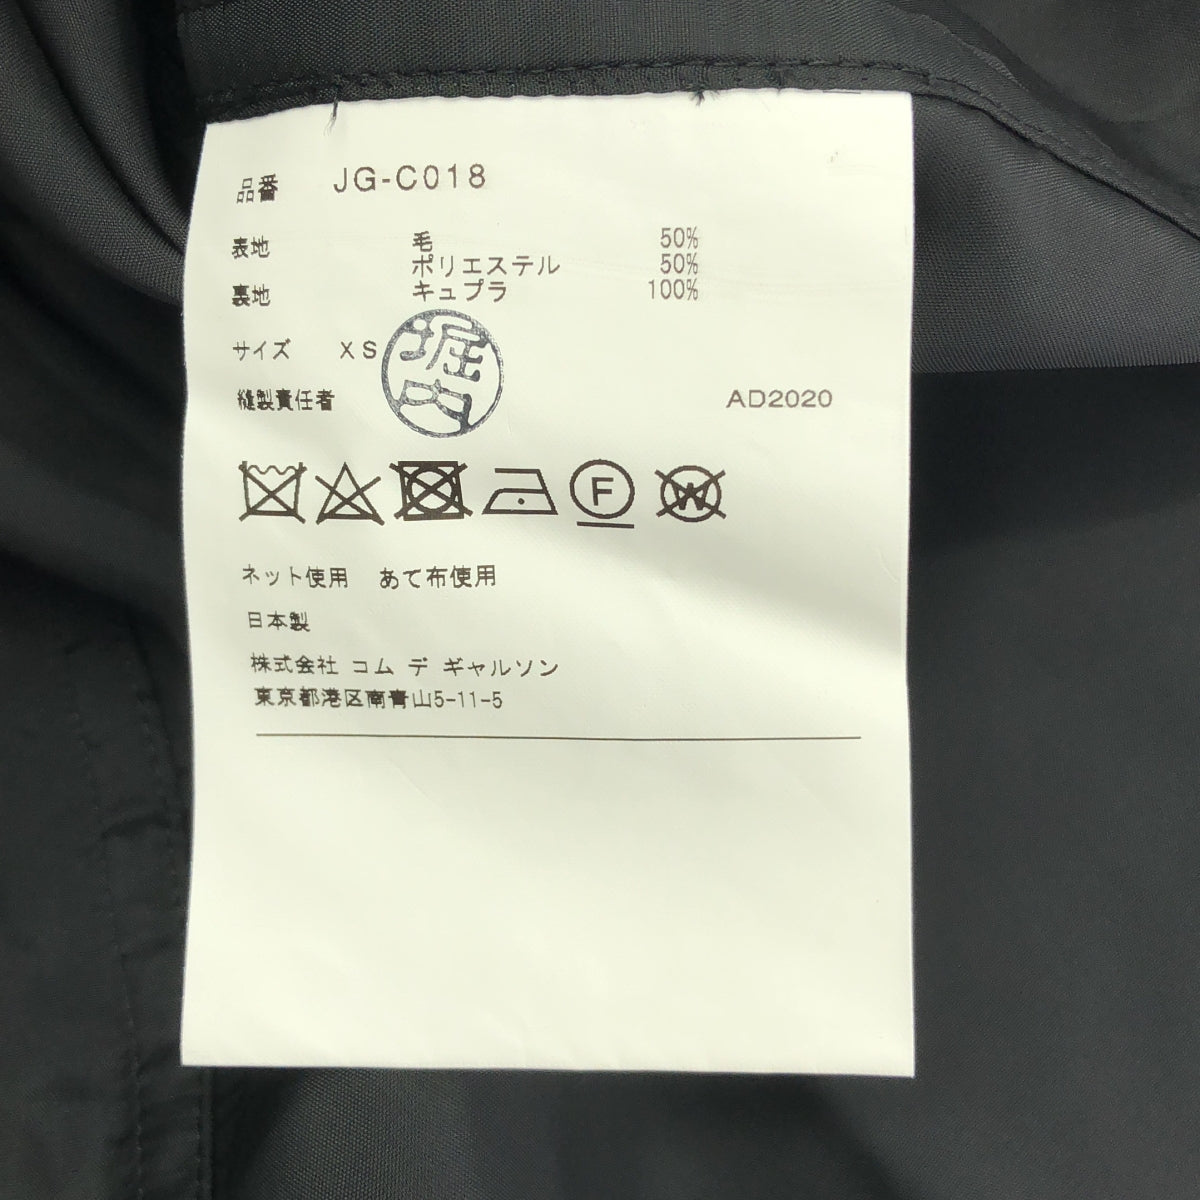 品番 JG-C018
表地 毛 50%
ポリエステル 50%
裏地 キュプラ 100%
サイズ XS
堀内
縫製責任者 AD2020
F W
ネット使用 あて布使用
日本製
株式会社 コム デ ギャルソン
東京都港区南青山5-11-5